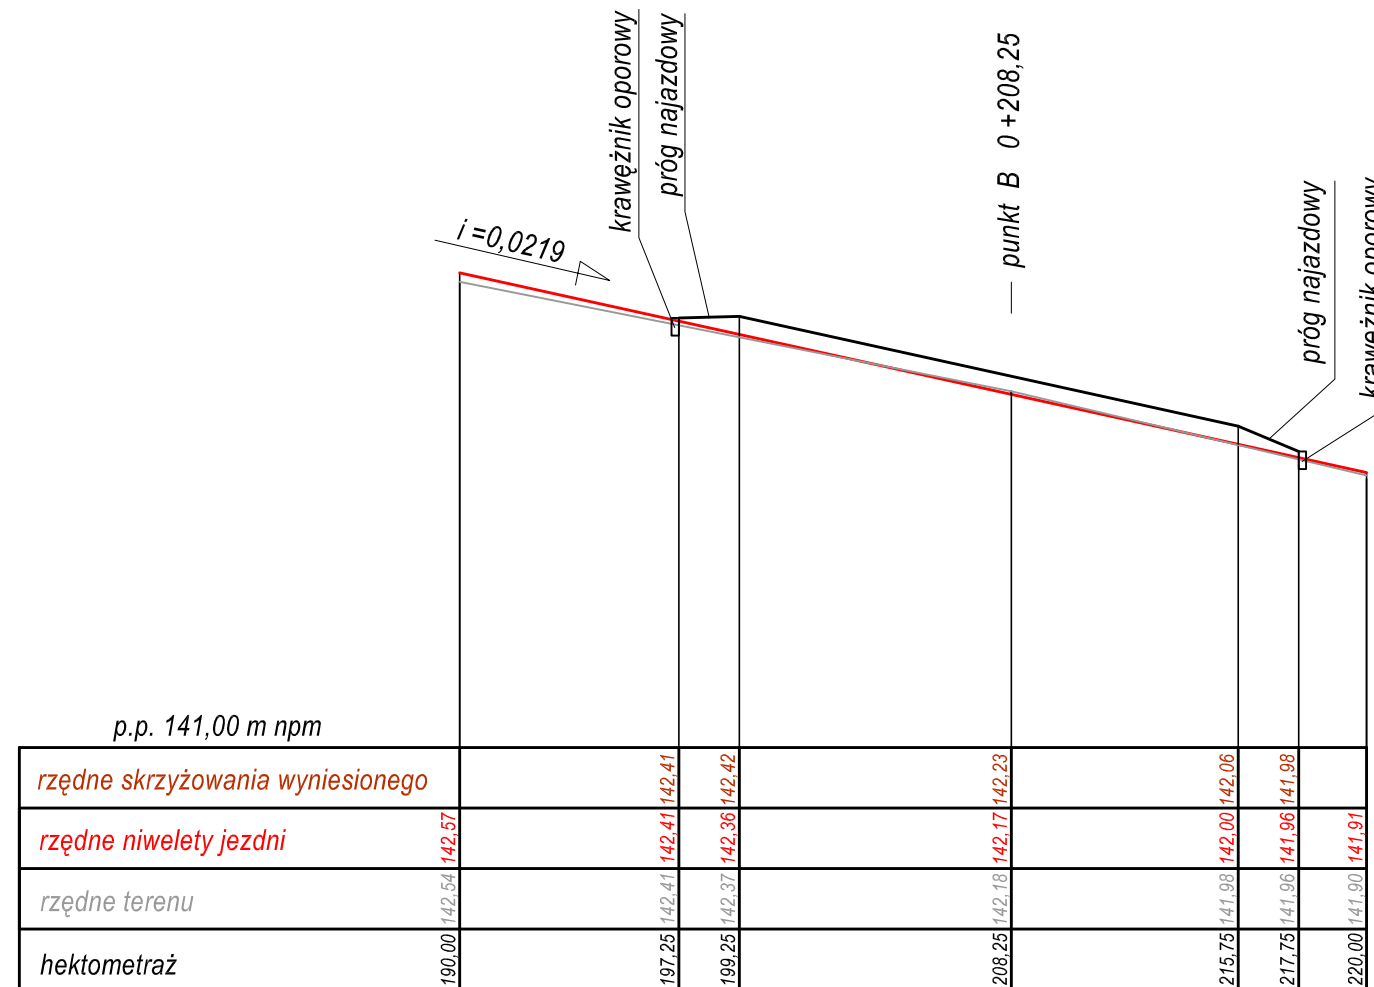 krawężnik oporowy
próg najazdowy
punkt B 0+208,25
i =0,0219
próg najazdowy
krawężnik oporowy
p.p. 141,00 m npm
rzędne skrzyżowania wyniesionego 142,41 142,42 142,23 142,06 141,98
rzędne niwelety jezdni 142,57 142,41 142,36 142,17 142,00 141,96 141,91
rzędne terenu 142,54 142,41 142,37 142,18 141,98 141,96 141,90
hektometraż 190,00 197,25 199,25 208,25 215,75 217,75 220,00